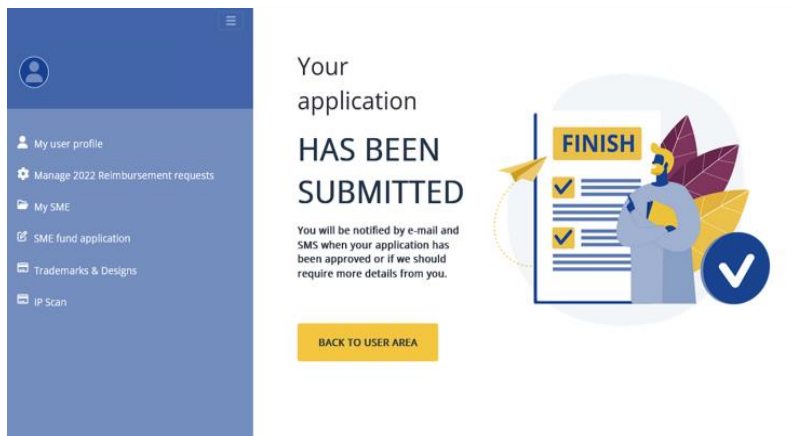 My user profile
Manage 2022 Reimbursement requests
My SME
SME fund application
Trademarks & Designs
IP Scan
Your
application
HAS BEEN
SUBMITTED
You will be notified by e-mail and
SMS when your application has
been approved or if we should
require more details from you.
BACK TO USER AREA
FINISH